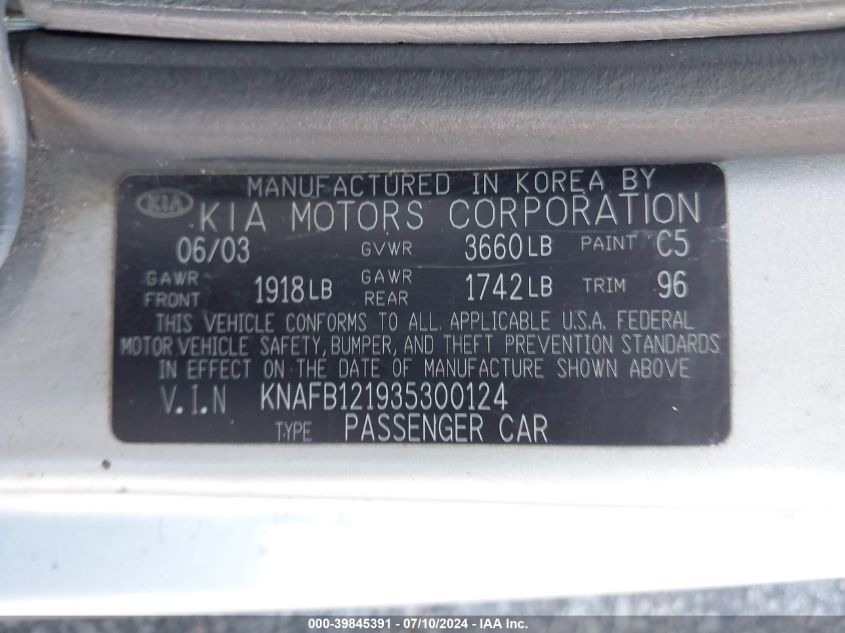 MANUFACTURED IN KOREA BY
KIA KIA MOTORS CORPORATION
06/03 GVWR 3660LB PAINT C5
GAWR FRONT 1918LB GAWR REAR 1742LB TRIM 96
THIS VEHICLE CONFORMS TO ALL APPLICABLE U.S.A. FEDERAL
MOTOR VEHICLE SAFETY, BUMPER, AND THEFT PREVENTION STANDARDS
IN EFFECT ON THE DATE OF MANUFACTURE SHOWN ABOVE
V.I.N KNAFB121935300124
TYPE PASSENGER CAR
000-39845391 - 07/10/2024 - IAA Inc.